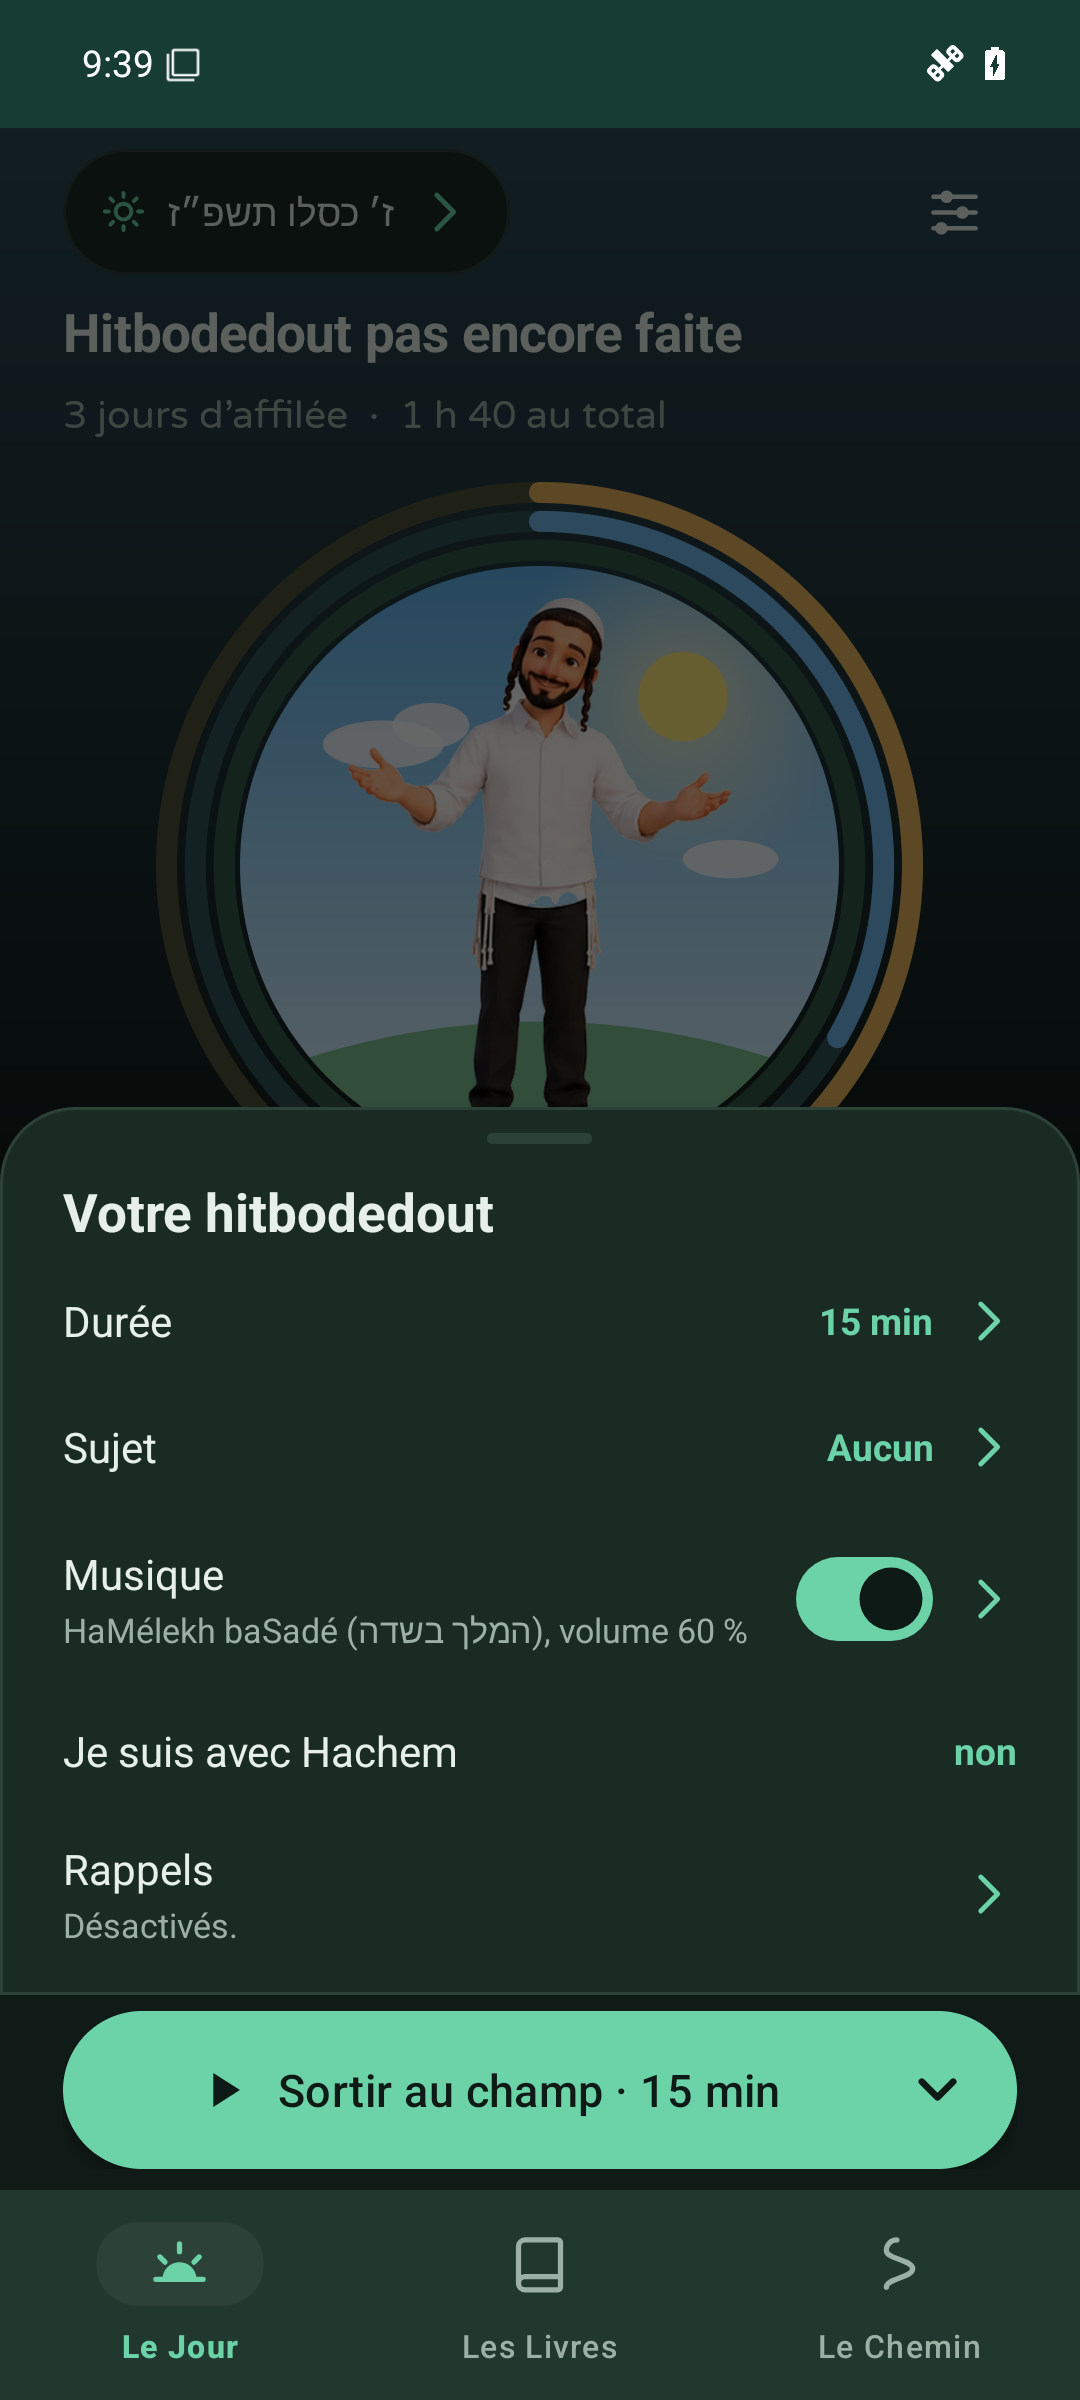 9:39
ז׳ כסלו תשפ״ז
Hitbodedout pas encore faite
3 jours d’affilée · 1 h 40 au total
Votre hitbodedout
Durée 15 min
Sujet Aucun
Musique
HaMélekh baSadé (המלך בשדה), volume 60 %
Je suis avec Hachem non
Rappels
Désactivés.
Sortir au champ · 15 min
Le Jour Les Livres Le Chemin